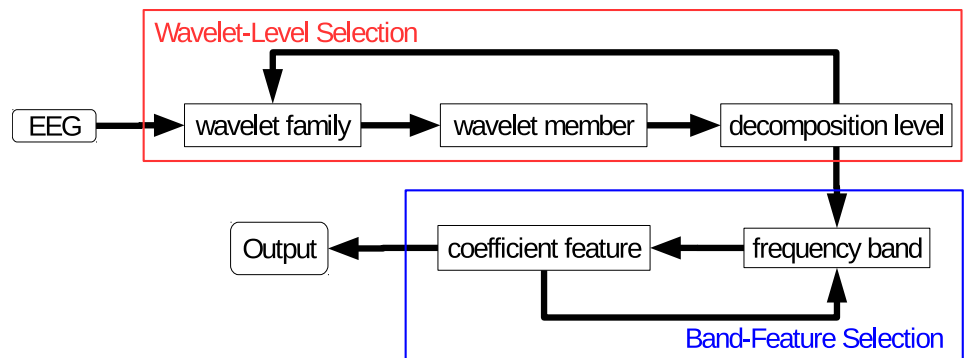 Wavelet-Level Selection
EEG
wavelet family
wavelet member
decomposition level
Output
coefficient feature
frequency band
Band-Feature Selection